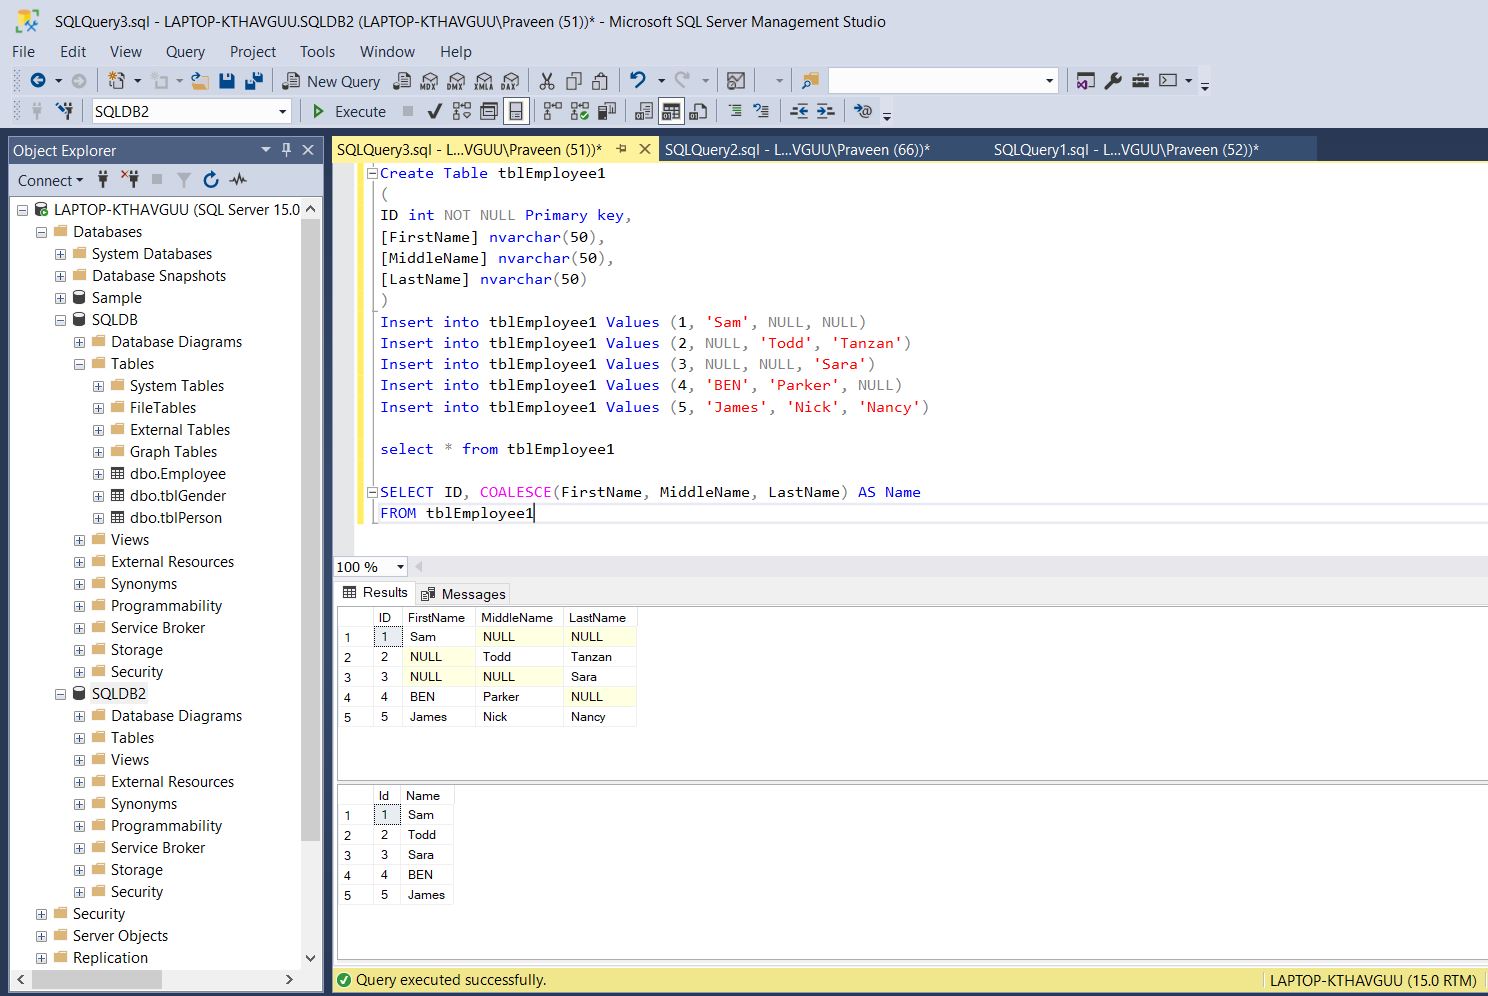 SQLQuery3.sql - LAPTOP-KTHAVGUU.SQLDB2 (LAPTOP-KTHAVGUU\Praveen (51))* - Microsoft SQL Server Management Studio
File Edit View Query Project Tools Window Help
New Query MDX DMX XMLA DAX
SQLDB2 Execute
Object Explorer
Connect
LAPTOP-KTHAVGUU (SQL Server 15.0
Databases
System Databases
Database Snapshots
Sample
SQLDB
Database Diagrams
Tables
System Tables
FileTables
External Tables
Graph Tables
dbo.Employee
dbo.tblGender
dbo.tblPerson
Views
External Resources
Synonyms
Programmability
Service Broker
Storage
Security
SQLDB2
Database Diagrams
Tables
Views
External Resources
Synonyms
Programmability
Service Broker
Storage
Security
Security
Server Objects
Replication
SQLQuery3.sql - L...VGUU\Praveen (51))* SQLQuery2.sql - L...VGUU\Praveen (66))* SQLQuery1.sql - L...VGUU\Praveen (52))*
Create Table tblEmployee1
(
ID int NOT NULL Primary key,
[FirstName] nvarchar(50),
[MiddleName] nvarchar(50),
[LastName] nvarchar(50)
)
Insert into tblEmployee1 Values (1, 'Sam', NULL, NULL)
Insert into tblEmployee1 Values (2, NULL, 'Todd', 'Tanzan')
Insert into tblEmployee1 Values (3, NULL, NULL, 'Sara')
Insert into tblEmployee1 Values (4, 'BEN', 'Parker', NULL)
Insert into tblEmployee1 Values (5, 'James', 'Nick', 'Nancy')
select * from tblEmployee1
SELECT ID, COALESCE(FirstName, MiddleName, LastName) AS Name
FROM tblEmployee1
100 %
Results Messages
ID FirstName MiddleName LastName
1 1 Sam NULL NULL
2 2 NULL Todd Tanzan
3 3 NULL NULL Sara
4 4 BEN Parker NULL
5 5 James Nick Nancy
Id Name
1 1 Sam
2 2 Todd
3 3 Sara
4 4 BEN
5 5 James
Query executed successfully. LAPTOP-KTHAVGUU (15.0 RTM)